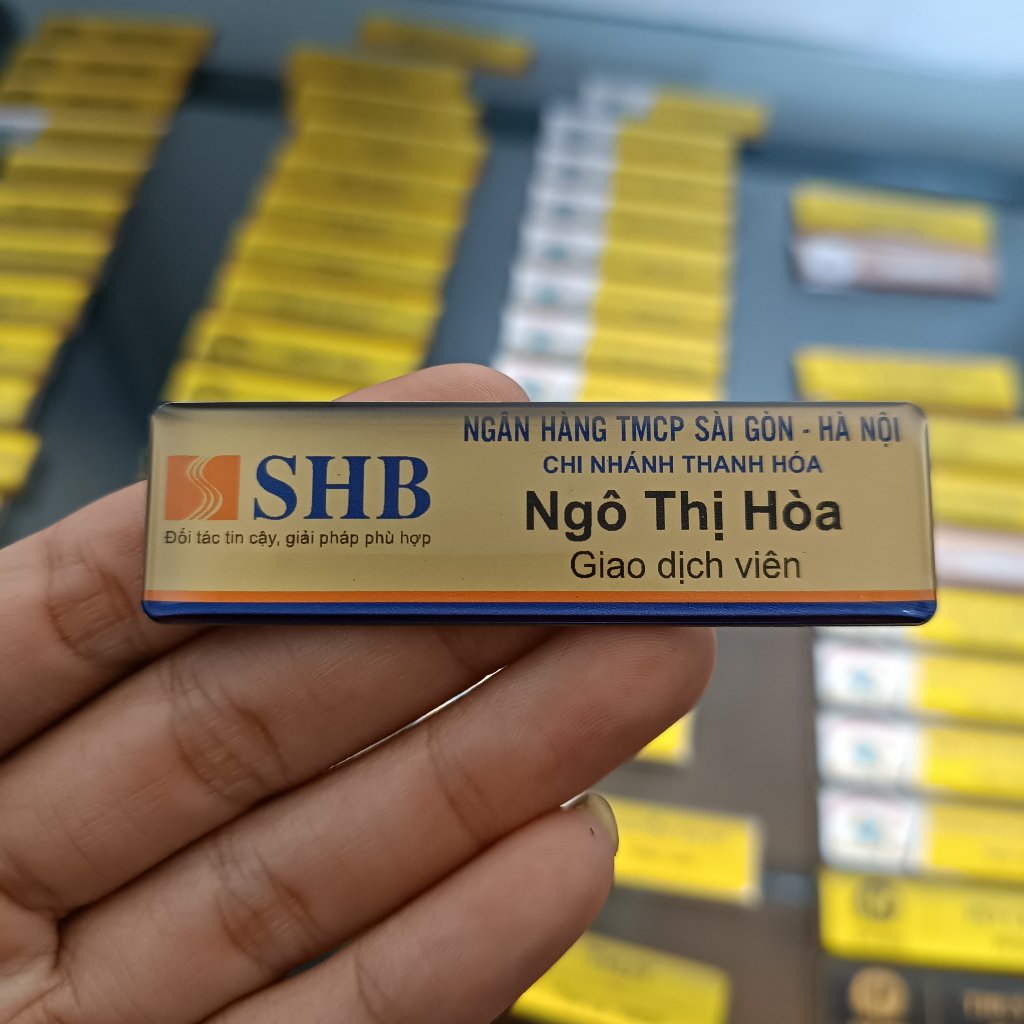 SHB
Đối tác tin cậy, giải pháp phù hợp
NGÂN HÀNG TMCP SÀI GÒN - HÀ NỘI
CHI NHÁNH THANH HÓA
Ngô Thị Hòa
Giao dịch viên